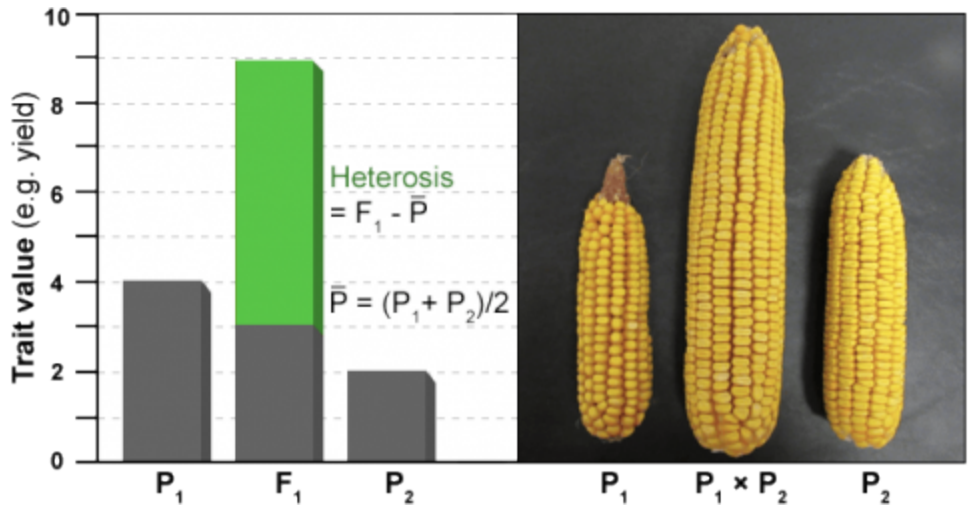 10
8
6
4
2
0
Trait value (e.g. yield)
Heterosis
= F₁ - P̅
P̅ = (P₁+ P₂)/2
P₁ F₁ P₂
P₁ P₁ × P₂ P₂